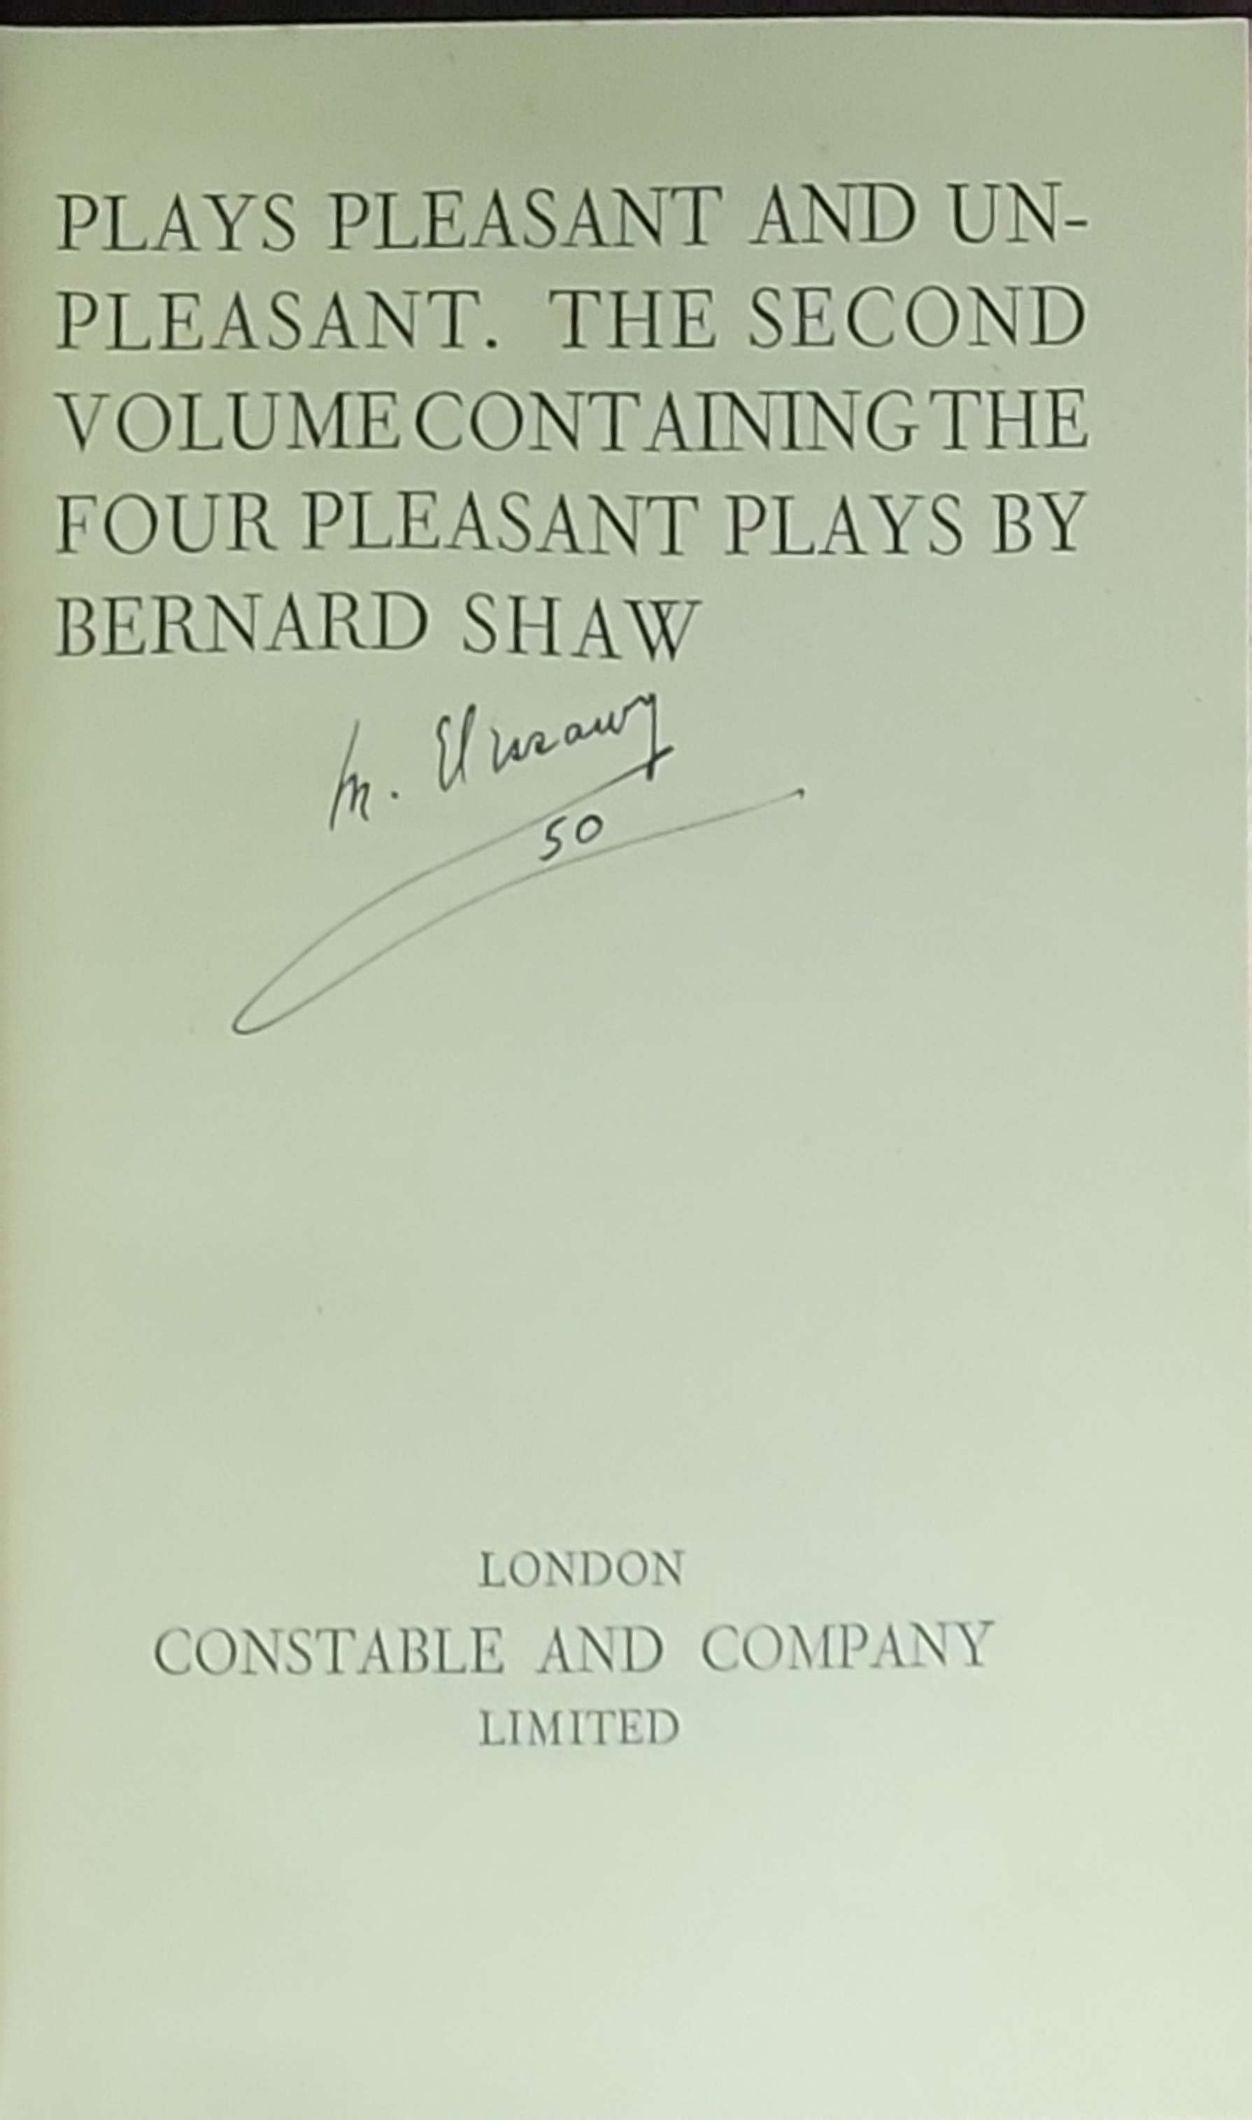 PLAYS PLEASANT AND UN-
PLEASANT. THE SECOND
VOLUME CONTAINING THE
FOUR PLEASANT PLAYS BY
BERNARD SHAW
M.
50
LONDON
CONSTABLE AND COMPANY
LIMITED